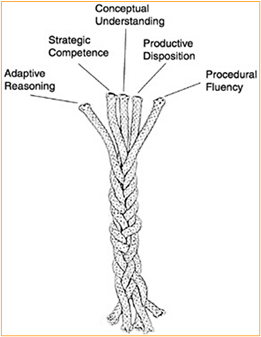 Conceptual
Understanding
Strategic
Competence
Productive
Disposition
Adaptive
Reasoning
Procedural
Fluency